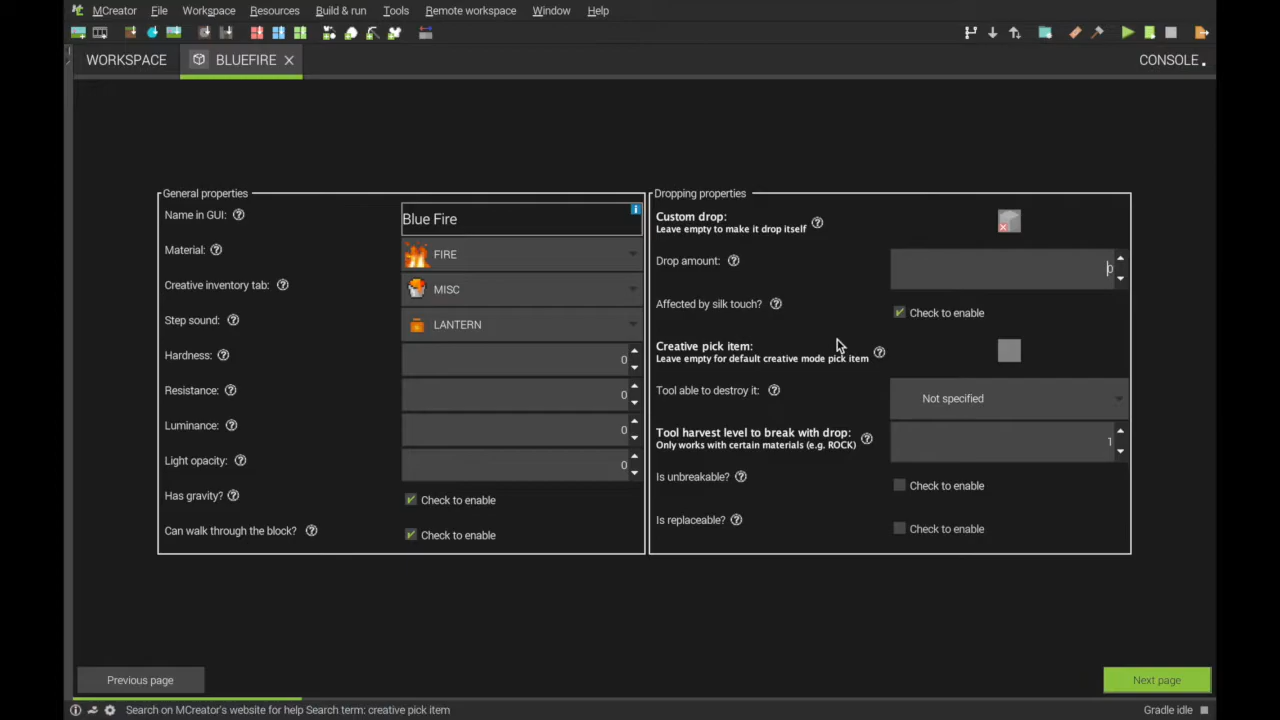 MCreator File Workspace Resources Build & run Tools Remote workspace Window Help
WORKSPACE BLUEFIRE CONSOLE
General properties
Name in GUI: Blue Fire
Material: FIRE
Creative inventory tab: MISC
Step sound: LANTERN
Hardness: 0
Resistance: 0
Luminance: 0
Light opacity: 0
Has gravity? Check to enable
Can walk through the block? Check to enable
Dropping properties
Custom drop:
Leave empty to make it drop itself
Drop amount: 0
Affected by silk touch? Check to enable
Creative pick item:
Leave empty for default creative mode pick item
Tool able to destroy it: Not specified
Tool harvest level to break with drop: 1
Only works with certain materials (e.g. ROCK)
Is unbreakable? Check to enable
Is replaceable? Check to enable
Previous page Next page
Search on MCreator's website for help Search term: creative pick item Gradle idle